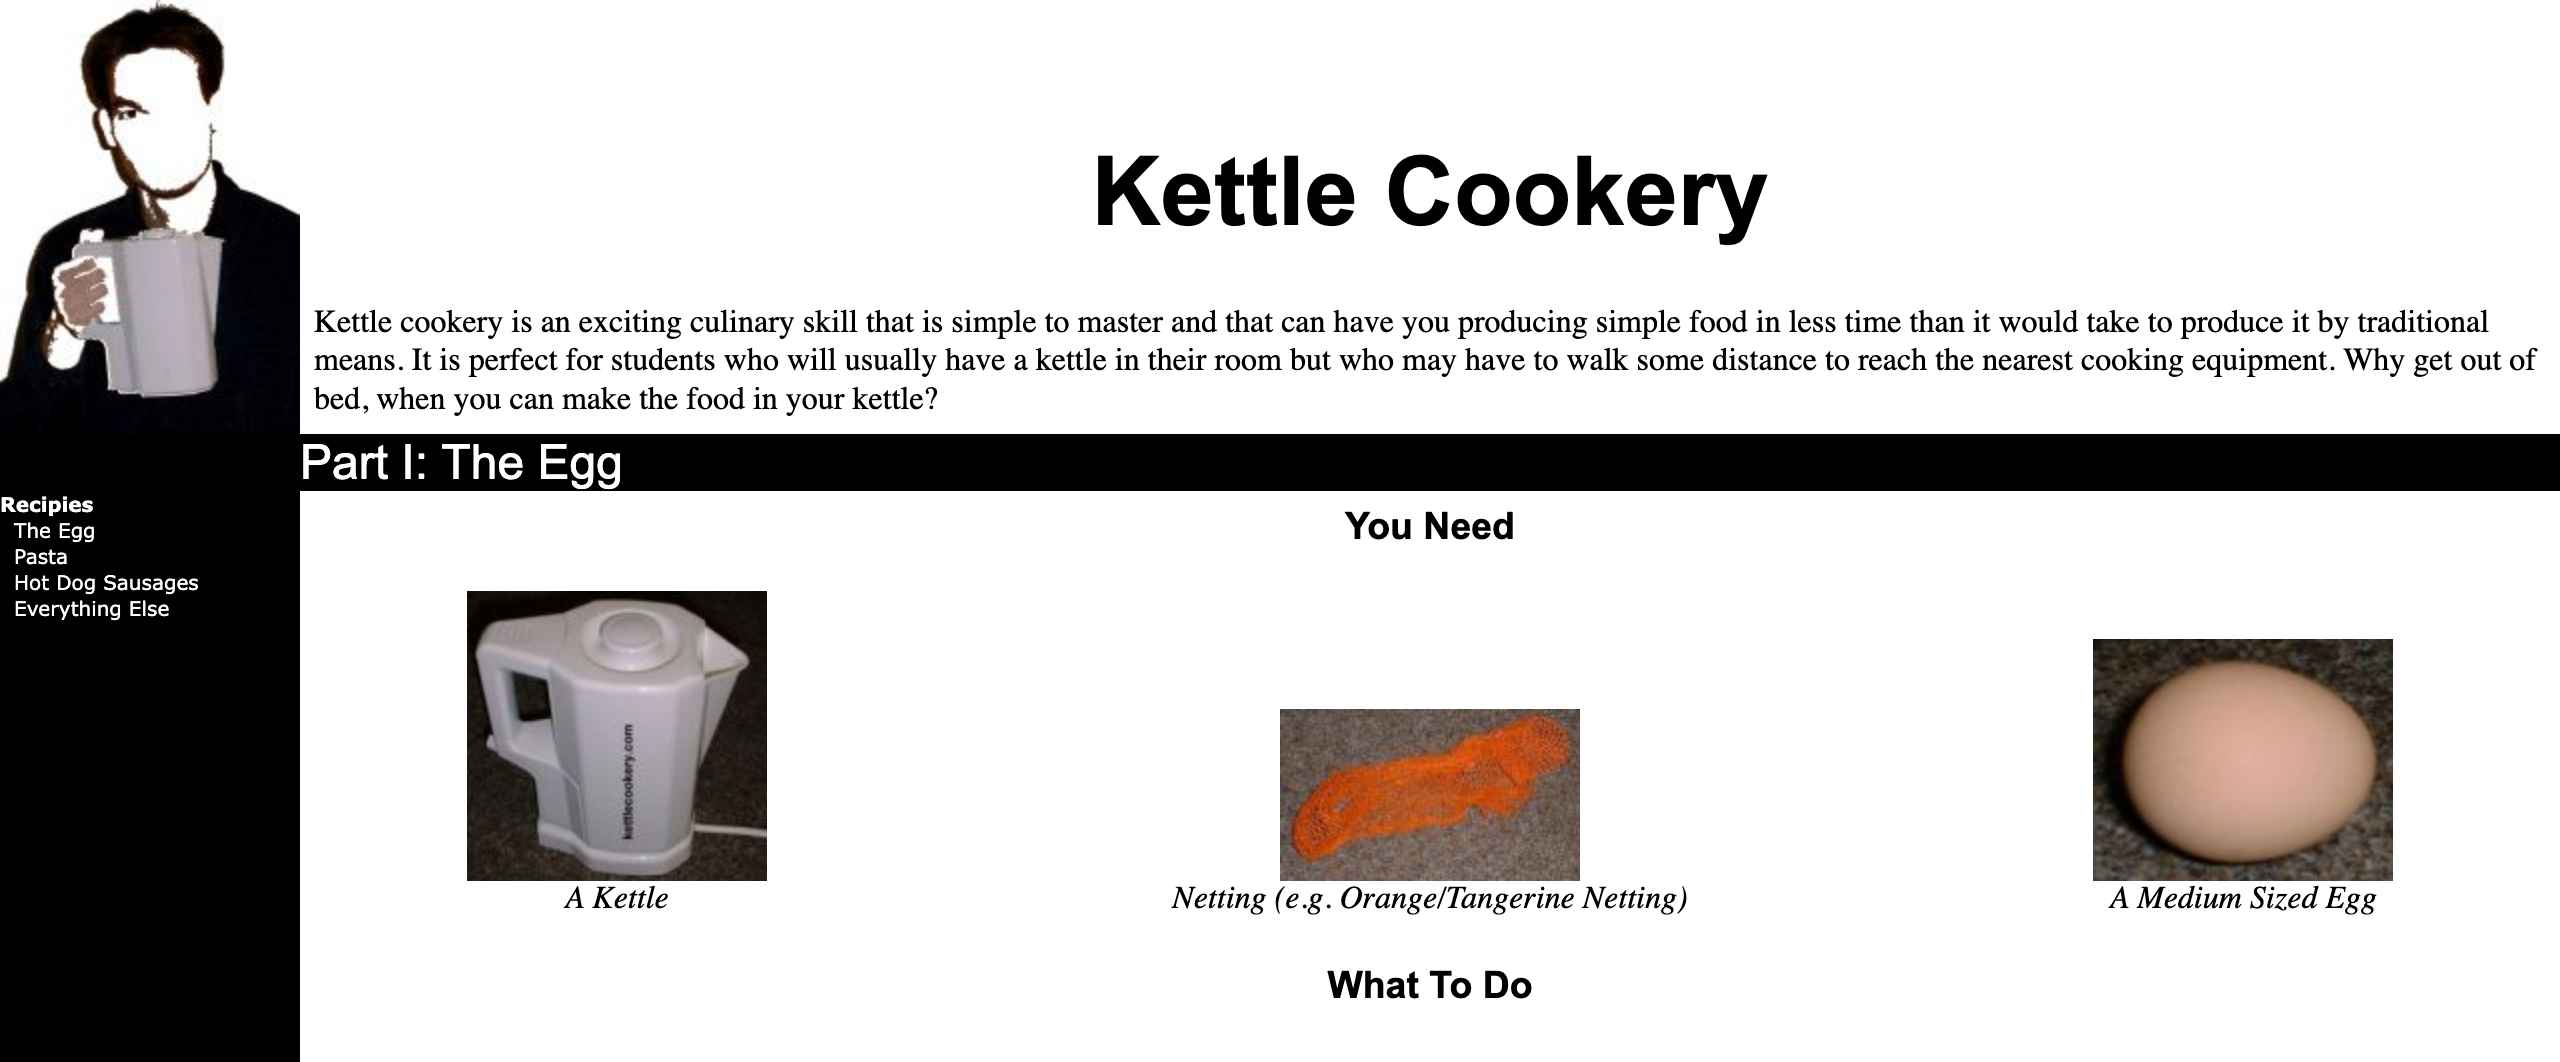 Kettle Cookery
Kettle cookery is an exciting culinary skill that is simple to master and that can have you producing simple food in less time than it would take to produce it by traditional
means. It is perfect for students who will usually have a kettle in their room but who may have to walk some distance to reach the nearest cooking equipment. Why get out of
bed, when you can make the food in your kettle?
Part I: The Egg
Recipies
The Egg
Pasta
Hot Dog Sausages
Everything Else
You Need
kettlecookery.com
A Kettle
Netting (e.g. Orange/Tangerine Netting)
A Medium Sized Egg
What To Do